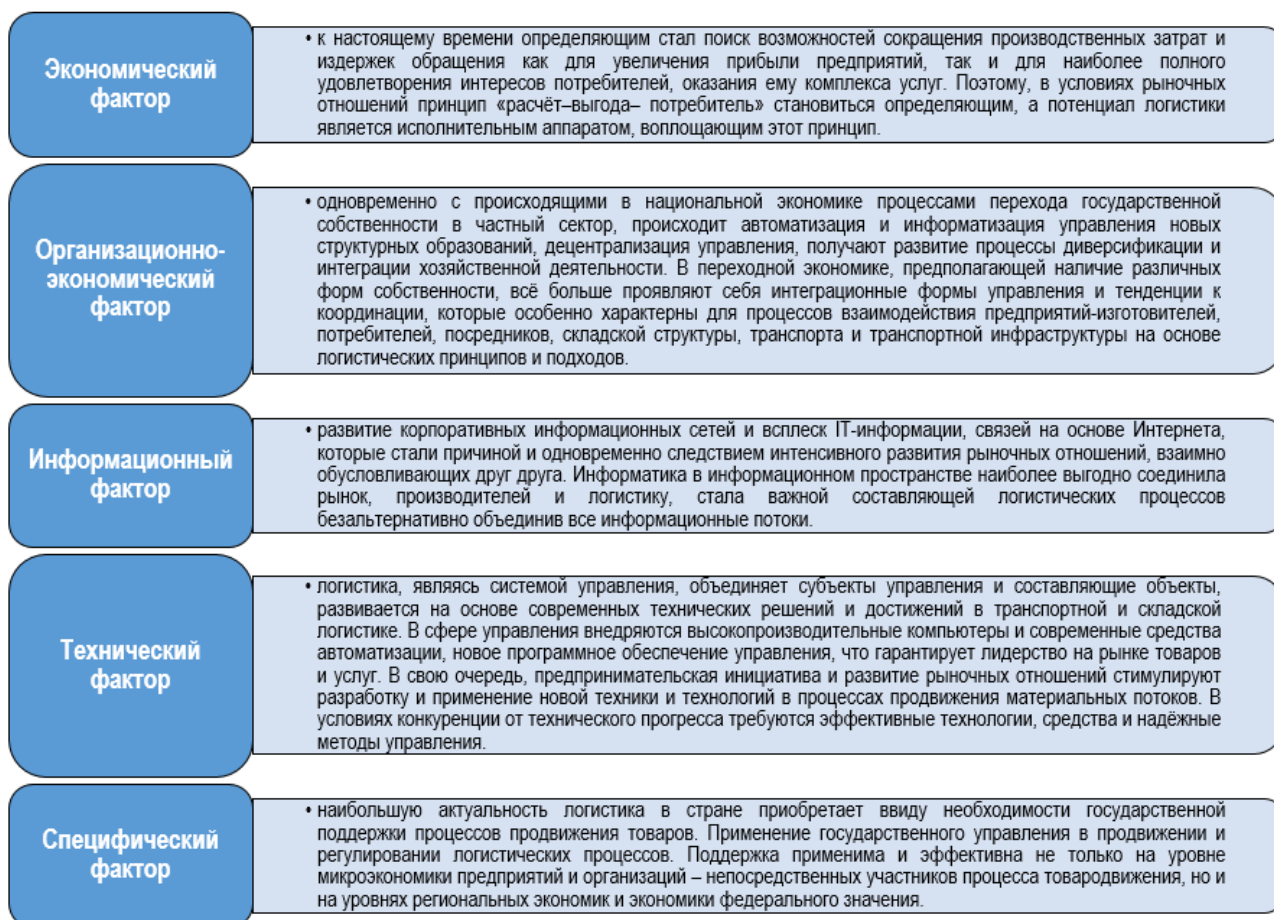 Экономический
фактор
• к настоящему времени определяющим стал поиск возможностей сокращения производственных затрат и
издержек обращения как для увеличения прибыли предприятий, так и для наиболее полного
удовлетворения интересов потребителей, оказания ему комплекса услуг. Поэтому, в условиях рыночных
отношений принцип «расчёт–выгода– потребитель» становиться определяющим, а потенциал логистики
является исполнительным аппаратом, воплощающим этот принцип.
Организационно-
экономический
фактор
• одновременно с происходящими в национальной экономике процессами перехода государственной
собственности в частный сектор, происходит автоматизация и информатизация управления новых
структурных образований, децентрализация управления, получают развитие процессы диверсификации и
интеграции хозяйственной деятельности. В переходной экономике, предполагающей наличие различных
форм собственности, всё больше проявляют себя интеграционные формы управления и тенденции к
координации, которые особенно характерны для процессов взаимодействия предприятий-изготовителей,
потребителей, посредников, складской структуры, транспорта и транспортной инфраструктуры на основе
логистических принципов и подходов.
Информационный
фактор
• развитие корпоративных информационных сетей и всплеск IT-информации, связей на основе Интернета,
которые стали причиной и одновременно следствием интенсивного развития рыночных отношений, взаимно
обусловливающих друг друга. Информатика в информационном пространстве наиболее выгодно соединила
рынок, производителей и логистику, стала важной составляющей логистических процессов
безальтернативно объединив все информационные потоки.
Технический
фактор
• логистика, являясь системой управления, объединяет субъекты управления и составляющие объекты,
развивается на основе современных технических решений и достижений в транспортной и складской
логистике. В сфере управления внедряются высокопроизводительные компьютеры и современные средства
автоматизации, новое программное обеспечение управления, что гарантирует лидерство на рынке товаров
и услуг. В свою очередь, предпринимательская инициатива и развитие рыночных отношений стимулируют
разработку и применение новой техники и технологий в процессах продвижения материальных потоков. В
условиях конкуренции от технического прогресса требуются эффективные технологии, средства и надёжные
методы управления.
Специфический
фактор
• наибольшую актуальность логистика в стране приобретает ввиду необходимости государственной
поддержки процессов продвижения товаров. Применение государственного управления в продвижении и
регулировании логистических процессов. Поддержка применима и эффективна не только на уровне
микроэкономики предприятий и организаций – непосредственных участников процесса товародвижения, но и
на уровнях региональных экономик и экономики федерального значения.